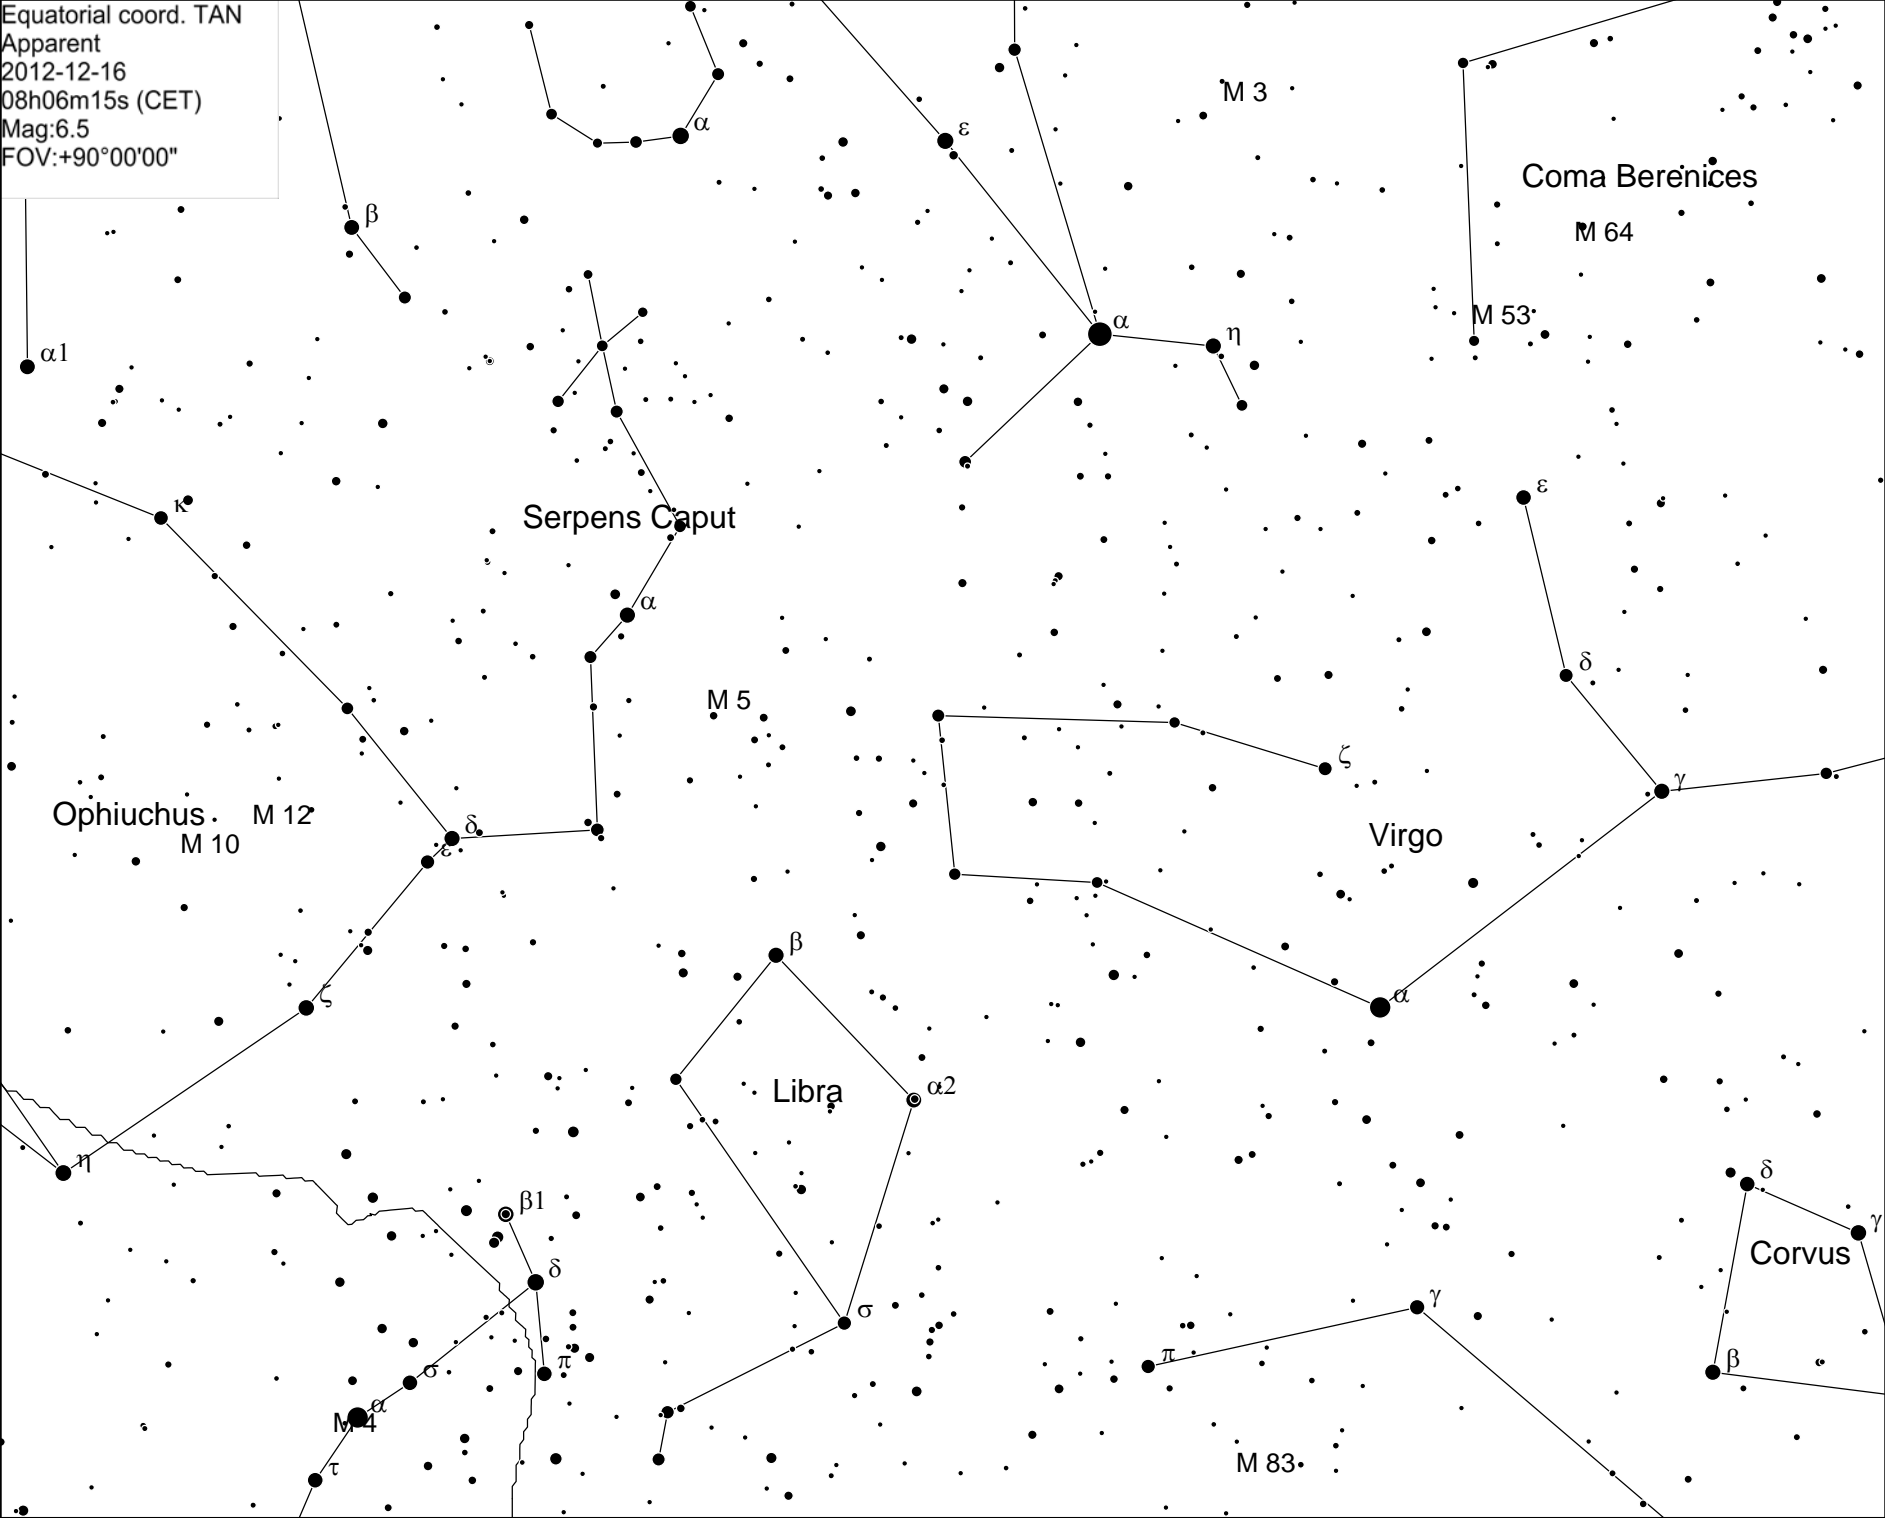 Equatorial coord. TAN
Apparent
2012-12-16
08h06m15s (CET)
Mag:6.5
FOV:+90°00'00"
α
ε
M 3
Coma Berenices
β
M 64
α1
α
η
M 53
κ
Serpens Caput
ε
α
δ
M 5
ζ
γ
Ophiuchus
M 12
δ
Virgo
M 10
ε
β
ζ
α
Libra
α2
η
δ
β1
γ
Corvus
δ
γ
σ
π
π
β
σ
α
M 4
τ
M 83